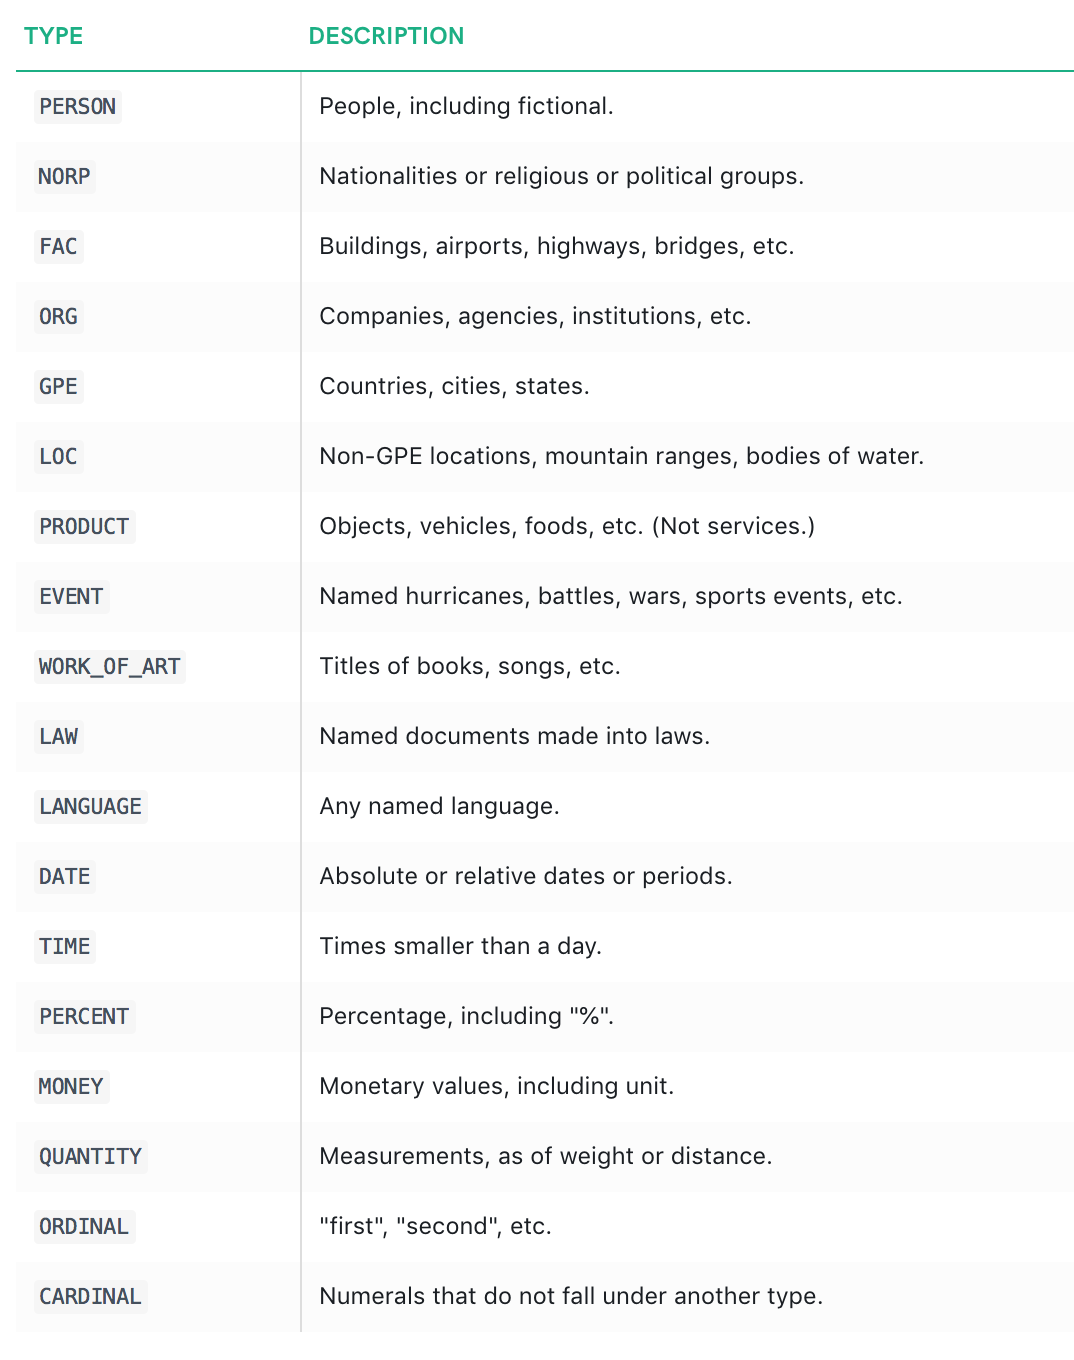 TYPE DESCRIPTION
PERSON People, including fictional.
NORP Nationalities or religious or political groups.
FAC Buildings, airports, highways, bridges, etc.
ORG Companies, agencies, institutions, etc.
GPE Countries, cities, states.
LOC Non-GPE locations, mountain ranges, bodies of water.
PRODUCT Objects, vehicles, foods, etc. (Not services.)
EVENT Named hurricanes, battles, wars, sports events, etc.
WORK_OF_ART Titles of books, songs, etc.
LAW Named documents made into laws.
LANGUAGE Any named language.
DATE Absolute or relative dates or periods.
TIME Times smaller than a day.
PERCENT Percentage, including "%".
MONEY Monetary values, including unit.
QUANTITY Measurements, as of weight or distance.
ORDINAL "first", "second", etc.
CARDINAL Numerals that do not fall under another type.